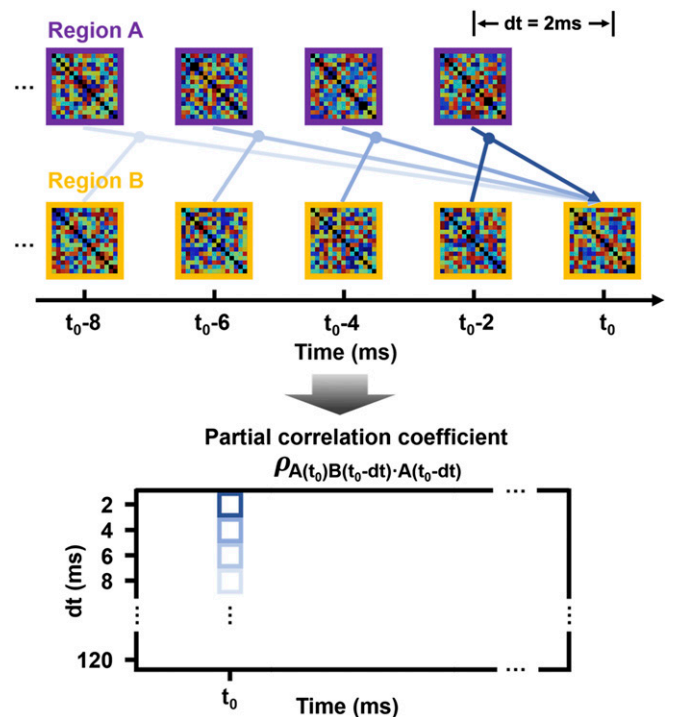 Region A
dt = 2ms
...
Region B
...
t₀-8 t₀-6 t₀-4 t₀-2 t₀
Time (ms)
Partial correlation coefficient
ρA(t₀)B(t₀-dt)·A(t₀-dt)
...
2
4
6
8
dt (ms)
120
...
t₀
Time (ms)